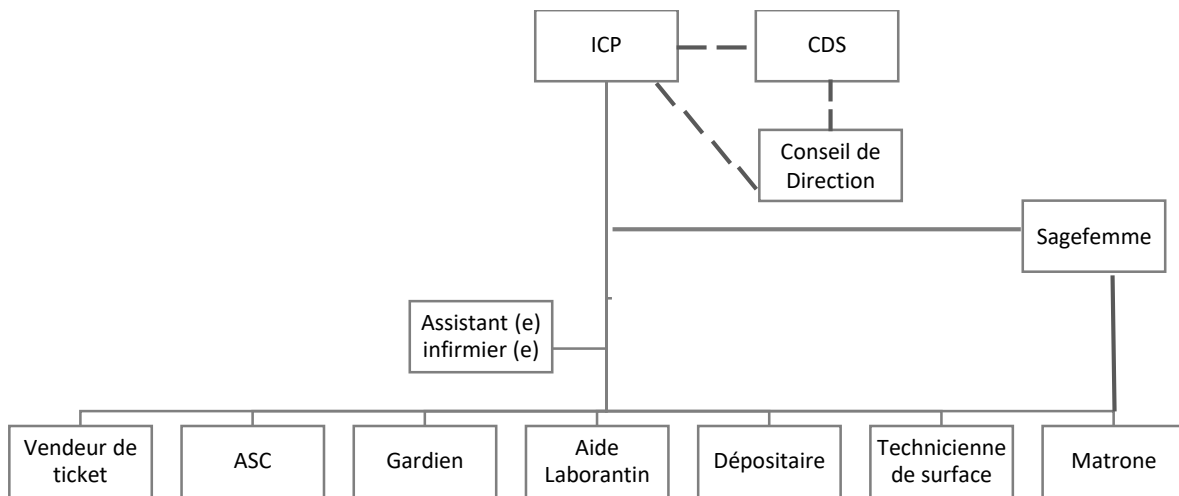 ICP
CDS
Conseil de
Direction
Sagefemme
Assistant (e)
infirmier (e)
Vendeur de
ticket
ASC
Gardien
Aide
Laborantin
Dépositaire
Technicienne
de surface
Matrone